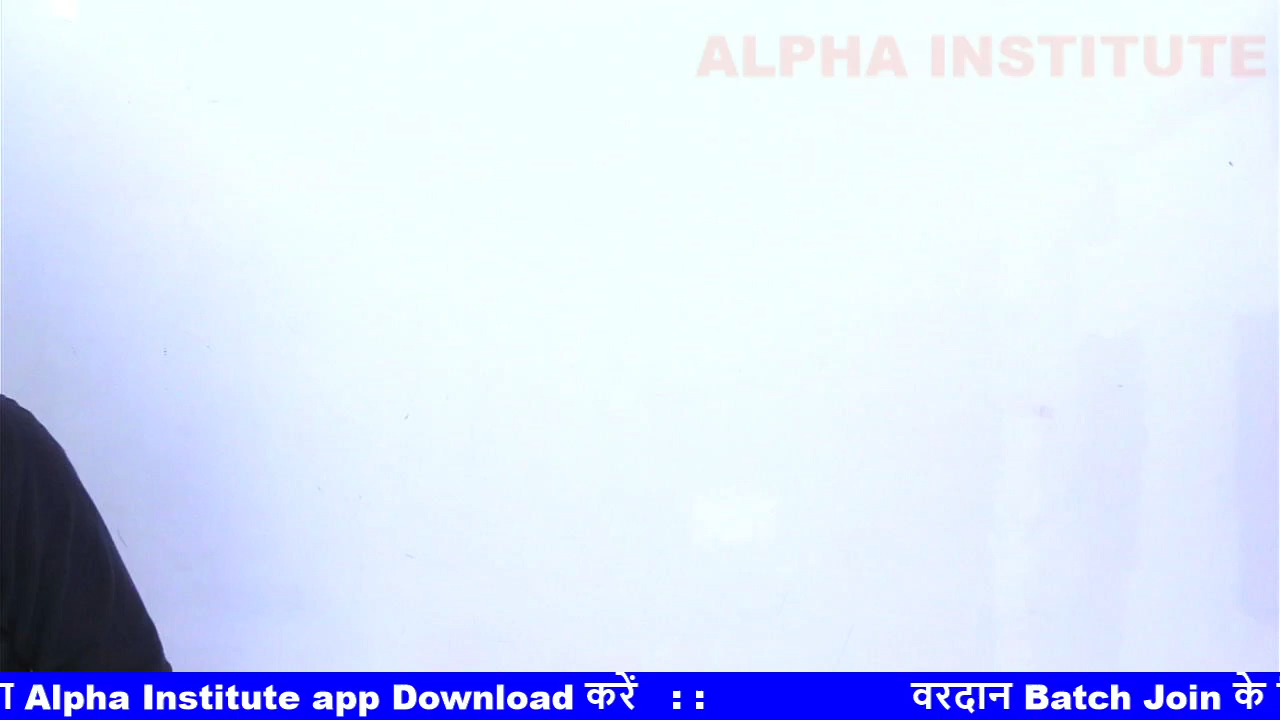 ALPHA INSTITUTE
Alpha Institute app Download करें : : वरदान Batch Join के